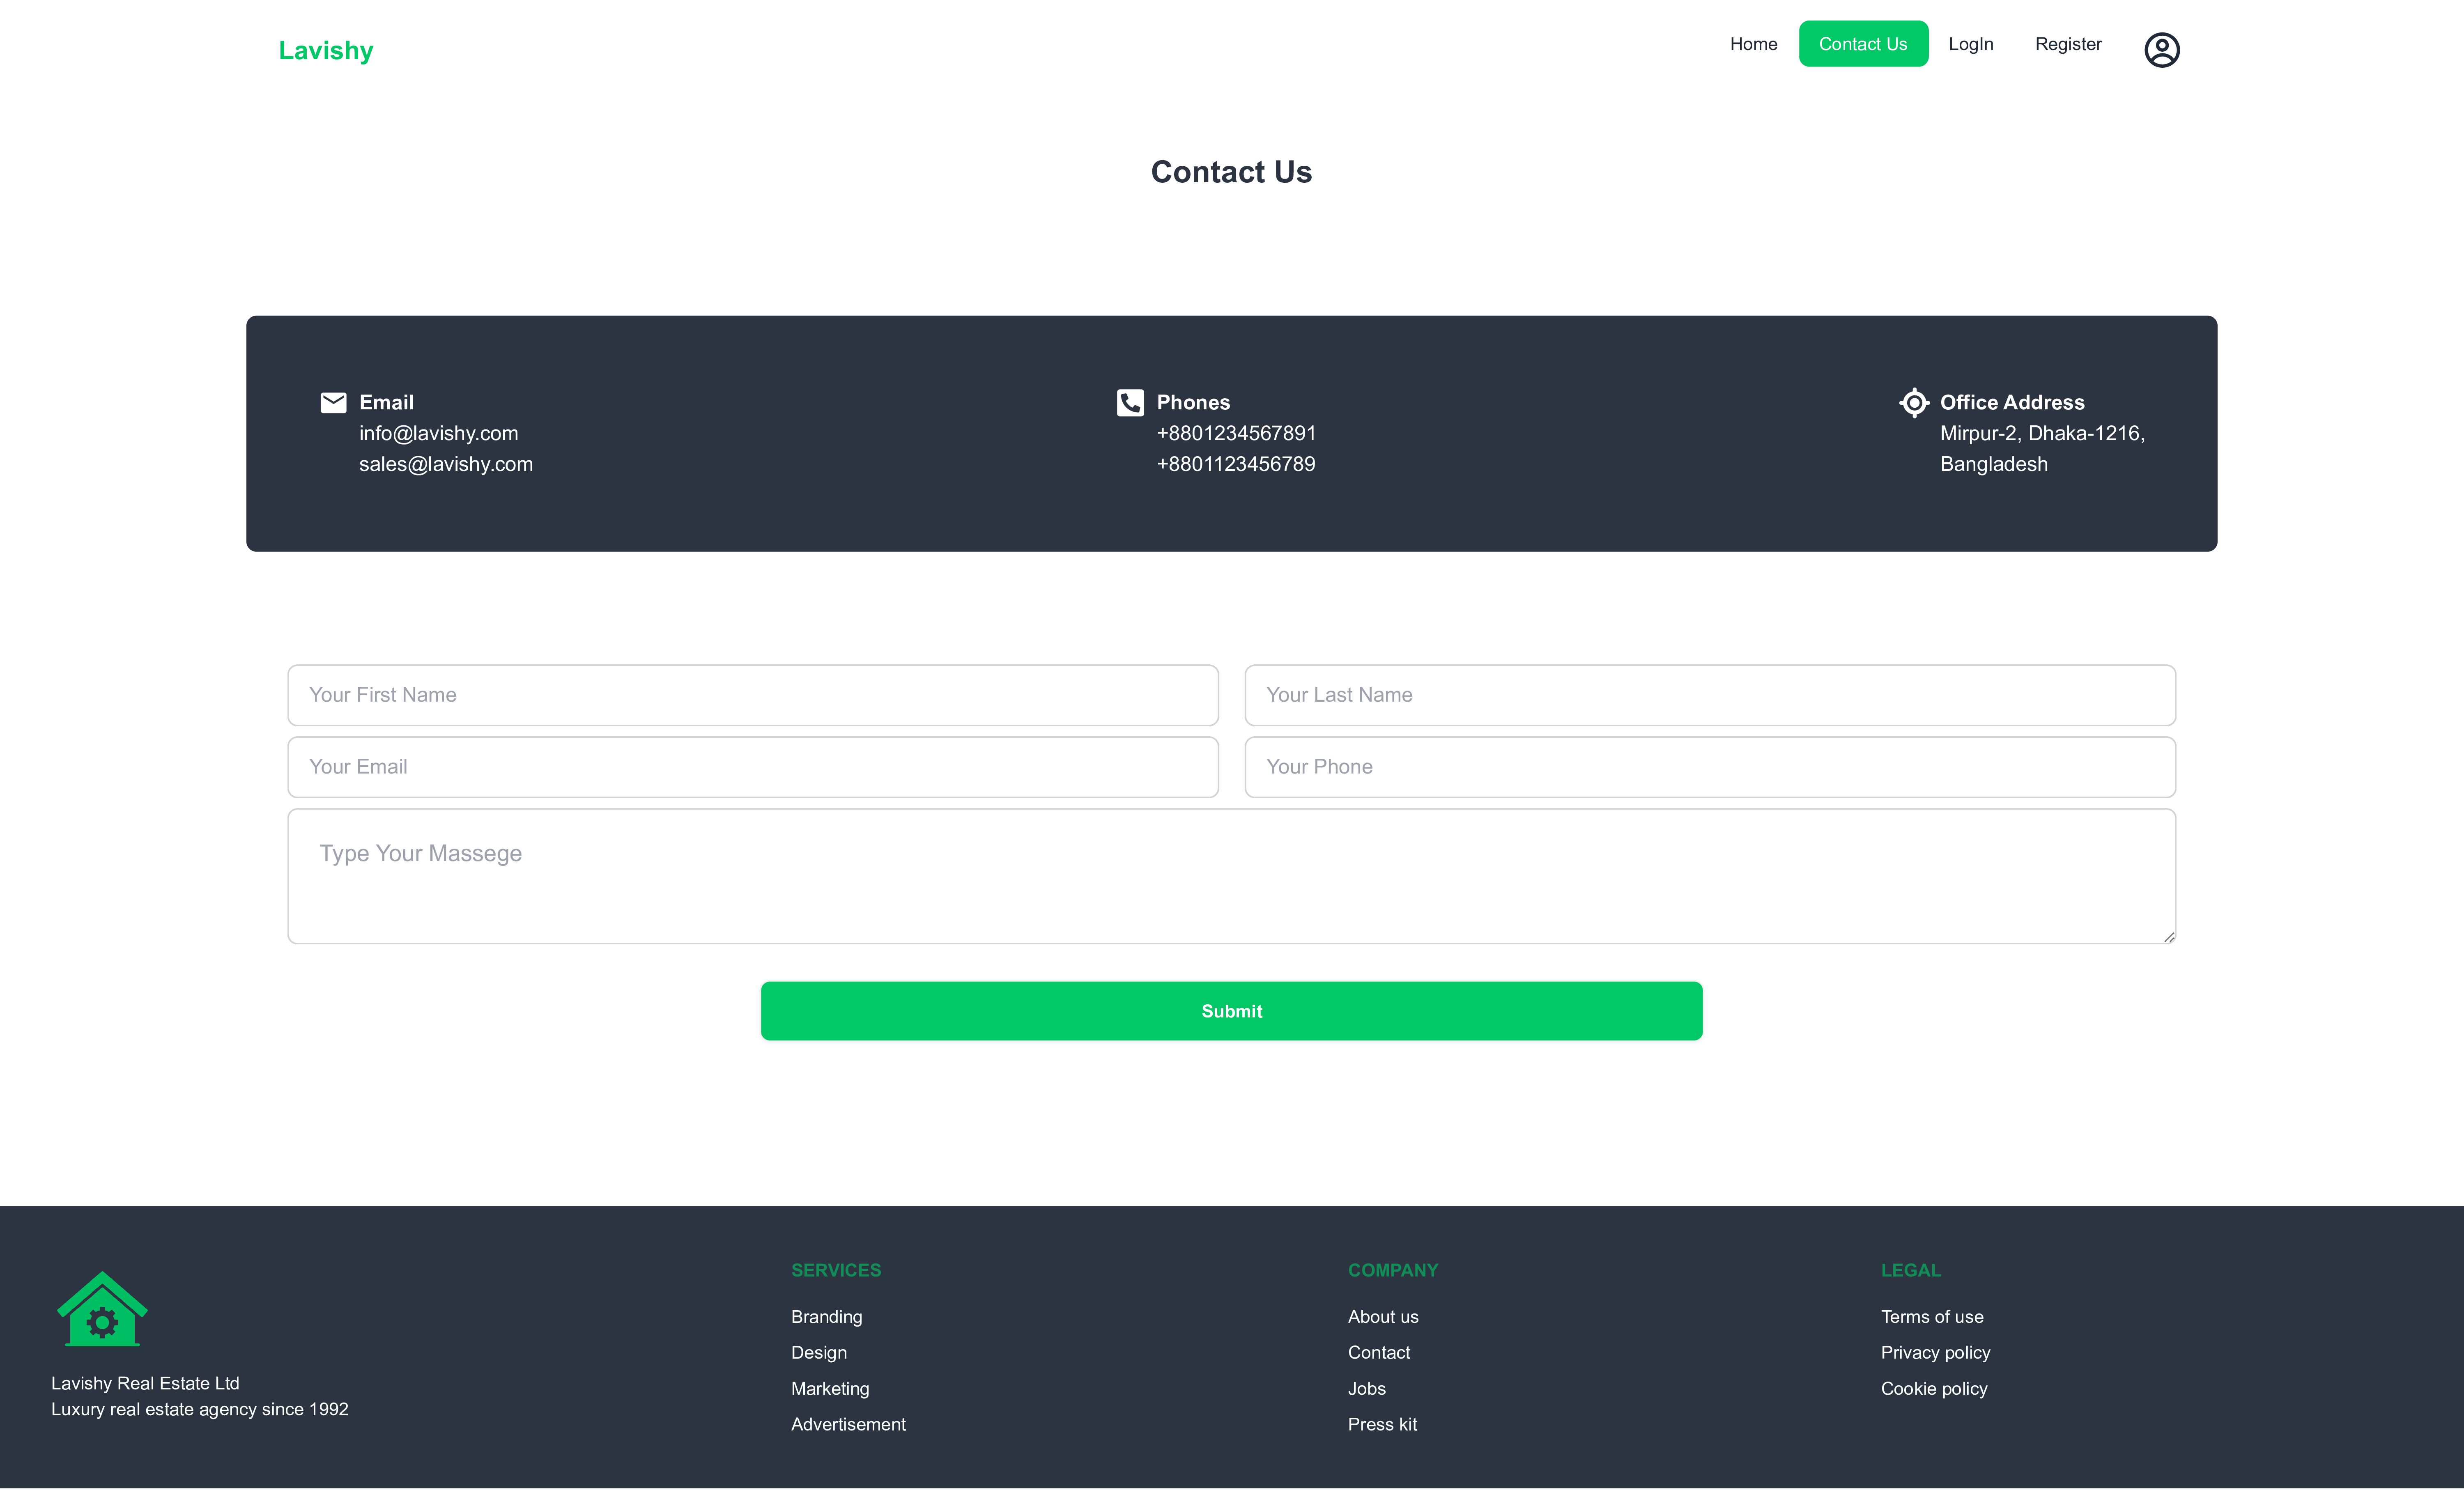 Lavishy
Home
Contact Us
LogIn
Register
Contact Us
Email
info@lavishy.com
sales@lavishy.com
Phones
+8801234567891
+8801123456789
Office Address
Mirpur-2, Dhaka-1216,
Bangladesh
Your First Name
Your Last Name
Your Email
Your Phone
Type Your Massege
Submit
Lavishy Real Estate Ltd
Luxury real estate agency since 1992
SERVICES
Branding
Design
Marketing
Advertisement
COMPANY
About us
Contact
Jobs
Press kit
LEGAL
Terms of use
Privacy policy
Cookie policy